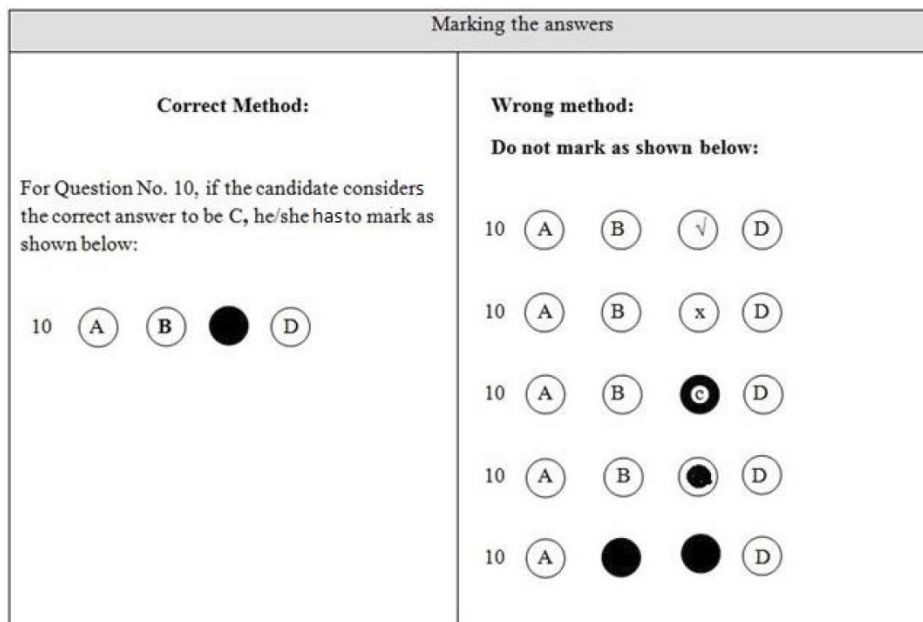 Marking the answers
Correct Method:
For Question No. 10, if the candidate considers
the correct answer to be C, he/she has to mark as
shown below:
10 A B D
Wrong method:
Do not mark as shown below:
10 A B √ D
10 A B x D
10 A B c D
10 A B D
10 A D